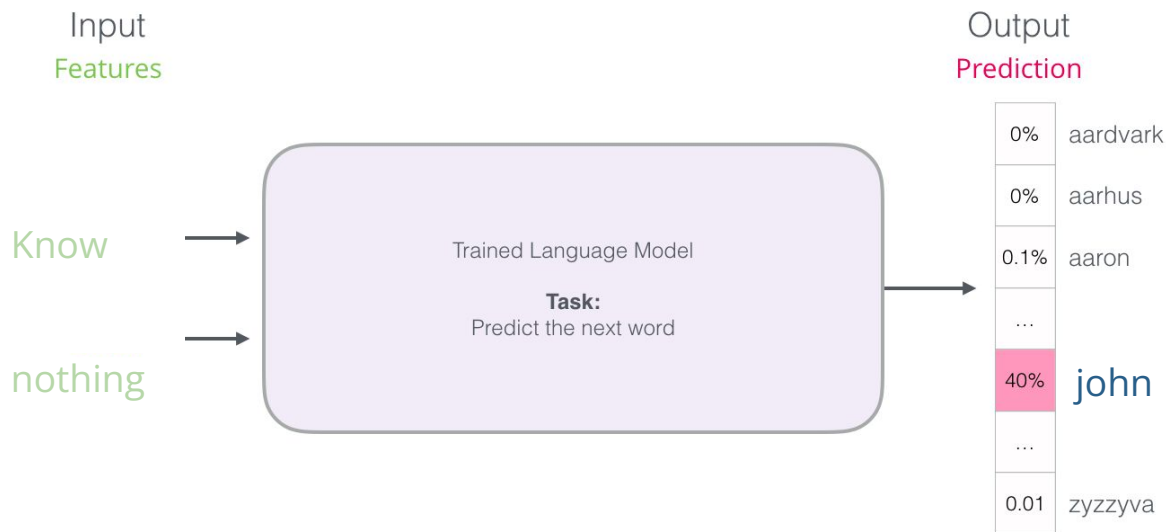 Input
Features
Know
nothing
Trained Language Model
Task:
Predict the next word
Output
Prediction
0% aardvark
0% aarhus
0.1% aaron
...
40% john
...
0.01 zyzzyva